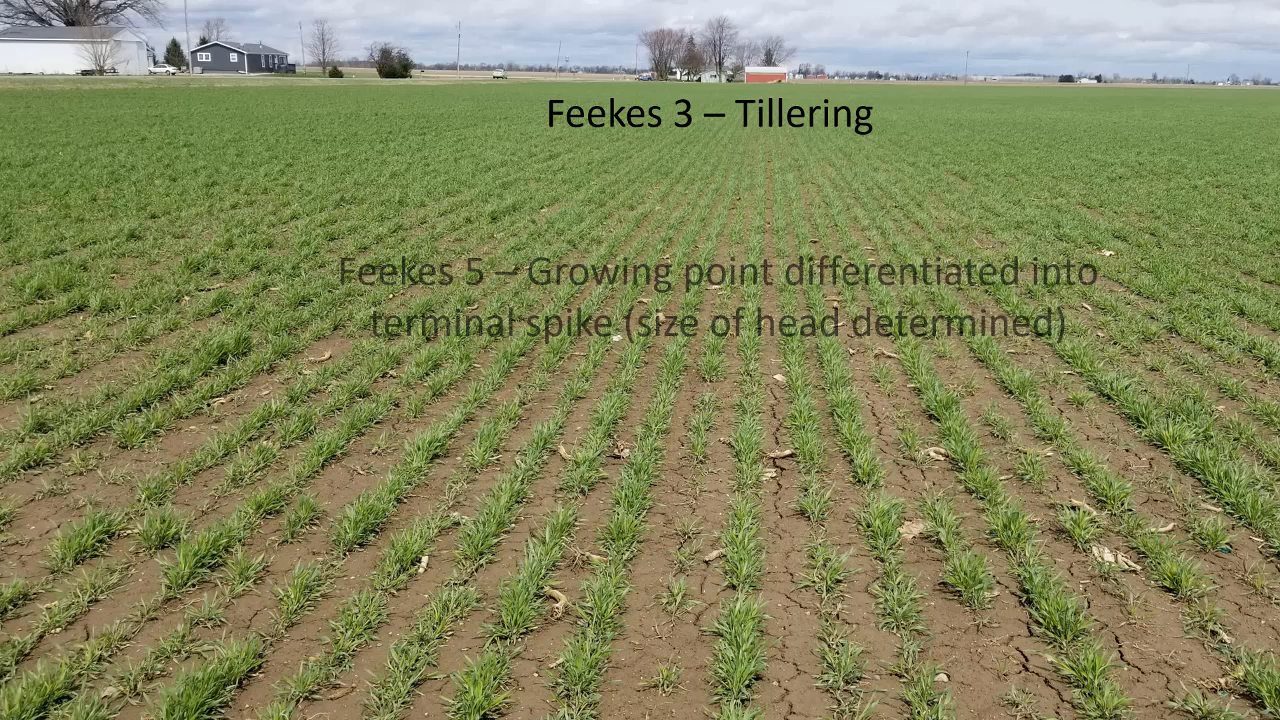 Feekes 3 – Tillering
Feekes 5 – Growing point differentiated into
terminal spike (size of head determined)